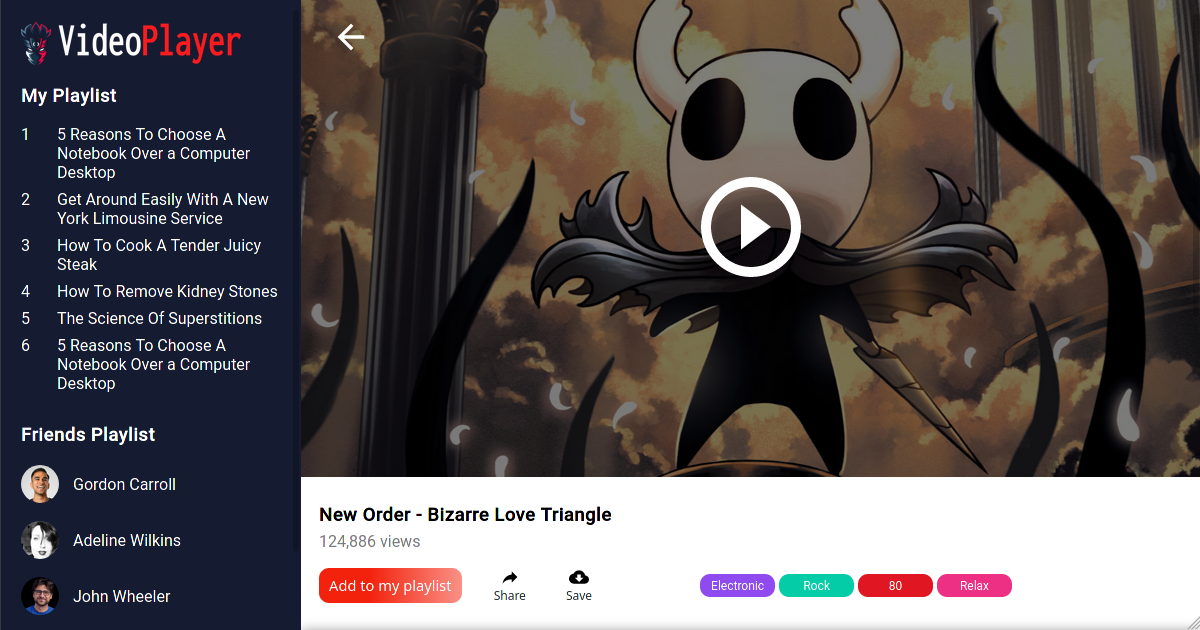 VideoPlayer
My Playlist
1 5 Reasons To Choose A
Notebook Over a Computer
Desktop
2 Get Around Easily With A New
York Limousine Service
3 How To Cook A Tender Juicy
Steak
4 How To Remove Kidney Stones
5 The Science Of Superstitions
6 5 Reasons To Choose A
Notebook Over a Computer
Desktop
Friends Playlist
Gordon Carroll
Adeline Wilkins
John Wheeler
New Order - Bizarre Love Triangle
124,886 views
Add to my playlist
Share
Save
Electronic
Rock
80
Relax